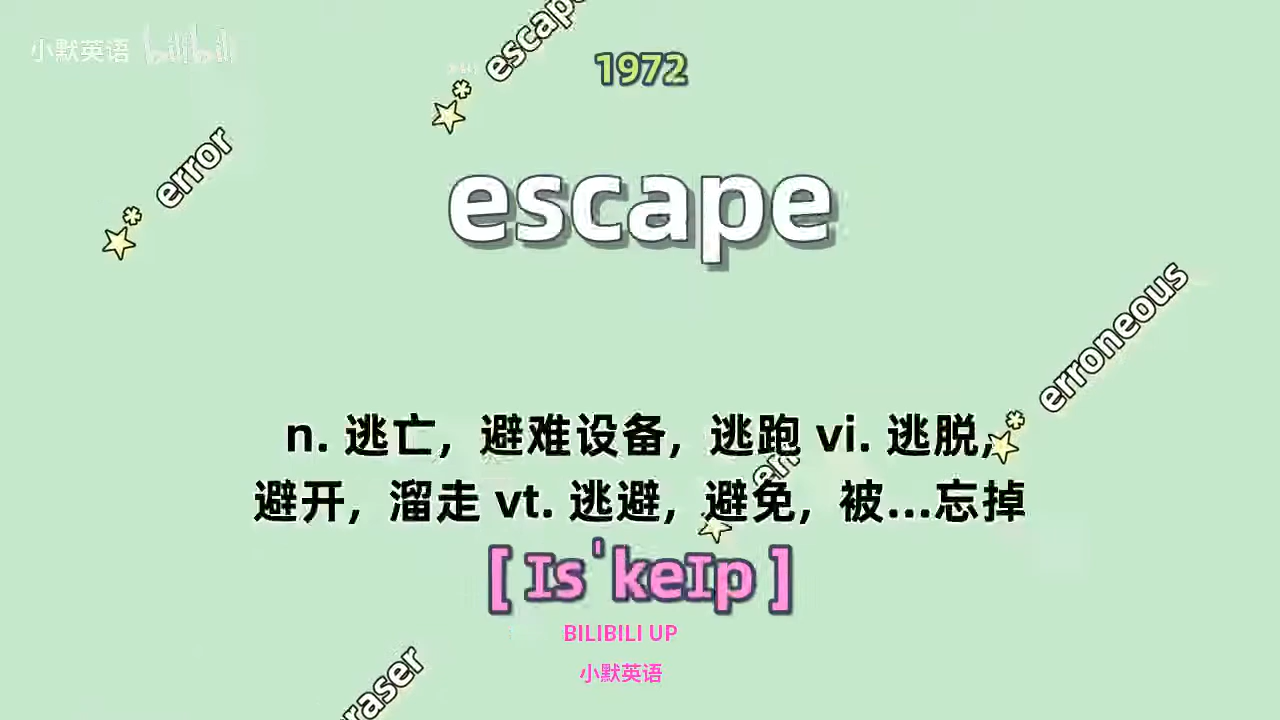 小默英语 bilibili
escape
1972
error
escape
erroneous
n. 逃亡, 避难设备, 逃跑 vi. 逃脱,
避开, 溜走 vt. 逃避, 避免, 被...忘掉
[ IsˈkeIp ]
BILIBILI UP
小默英语